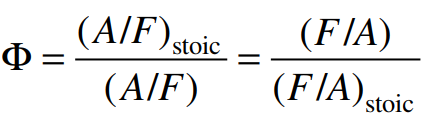 Φ = (A/F)stoic / (A/F) = (F/A) / (F/A)stoic